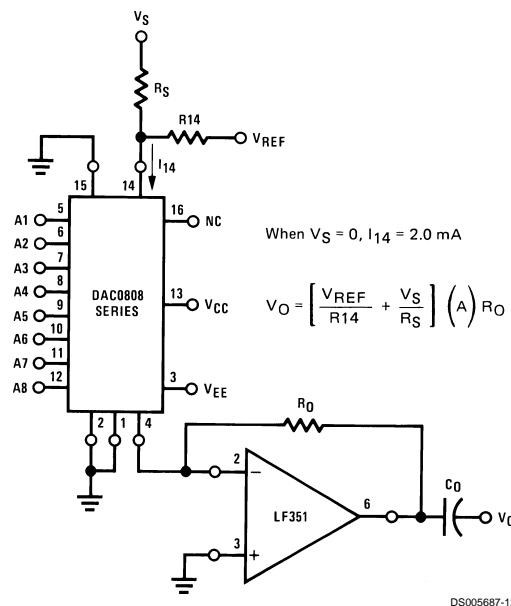 VS
RS
R14
VREF
I14
15
14
A1
5
16
NC
A2
6
A3
7
A4
8
DAC0808
SERIES
13
VCC
A5
9
A6
10
A7
11
A8
12
3
VEE
2
1
4
When VS = 0, I14 = 2.0 mA
VO = [ VREF/R14 + VS/RS ] (A) RO
RO
2
−
LF351
6
CO
3
+
DS005687-1